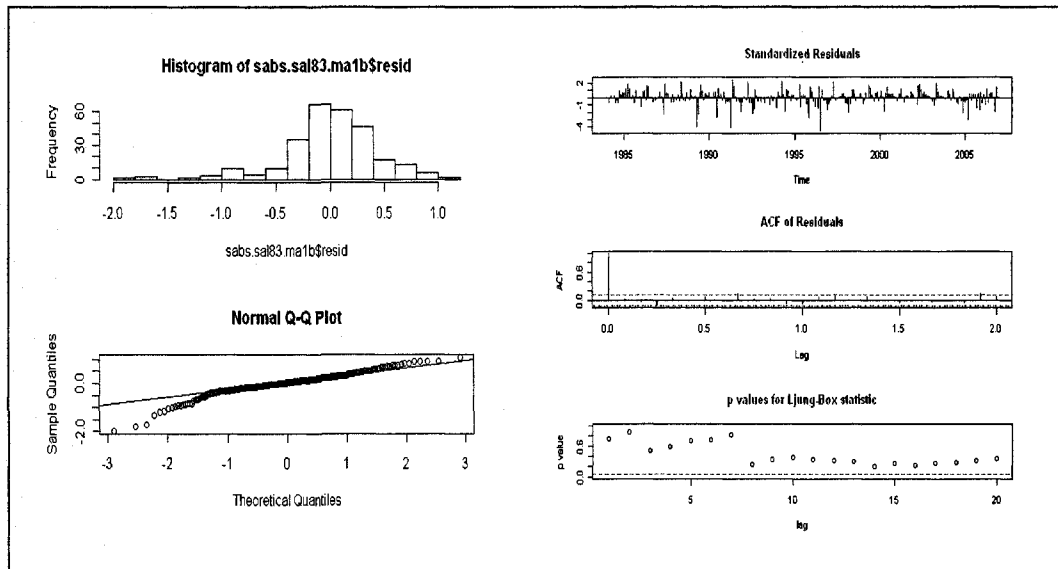 Histogram of sabs.sal83.ma1b$resid
Frequency
0 30 60
-2.0 -1.5 -1.0 -0.5 0.0 0.5 1.0
sabs.sal83.ma1b$resid
Normal Q-Q Plot
Sample Quantiles
-2.0 0.0
-3 -2 -1 0 1 2 3
Theoretical Quantiles
Standardized Residuals
-4 -1 2
1985 1990 1995 2000 2005
Time
ACF of Residuals
ACF
0.0 0.6
0.0 0.5 1.0 1.5 2.0
Lag
p values for Ljung-Box statistic
p value
0.0 0.6
5 10 15 20
lag